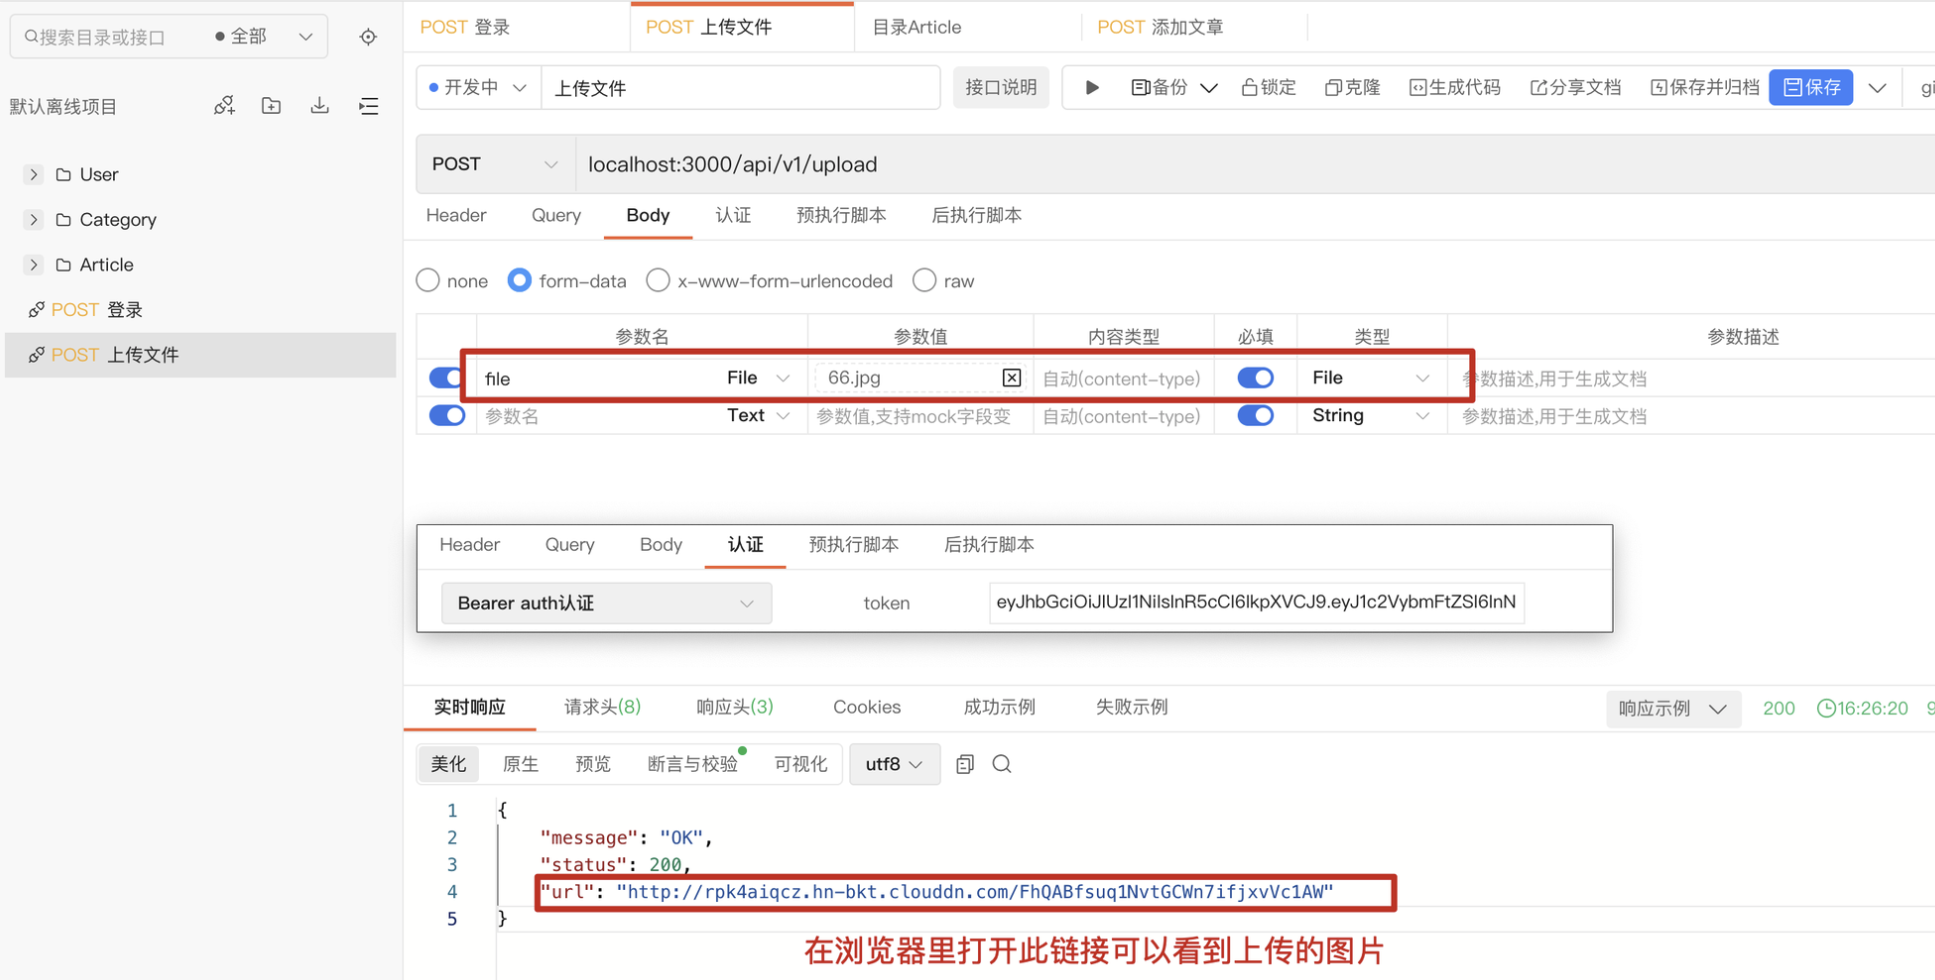 搜索目录或接口 全部
默认离线项目
User
Category
Article
POST 登录
POST 上传文件
POST 登录
POST 上传文件
目录Article
POST 添加文章
开发中 上传文件 接口说明 备份 锁定 克隆 生成代码 分享文档 保存并归档 保存
POST localhost:3000/api/v1/upload
Header Query Body 认证 预执行脚本 后执行脚本
none form-data x-www-form-urlencoded raw
参数名 参数值 内容类型 必填 类型 参数描述
file File 66.jpg 自动(content-type) File 参数描述,用于生成文档
参数名 Text 参数值,支持mock字段变 自动(content-type) String 参数描述,用于生成文档
Header Query Body 认证 预执行脚本 后执行脚本
Bearer auth认证 token eyJhbGciOiJIUzI1NiIsInR5cCI6IkpXVCJ9.eyJ1c2VybmFtZSI6InN
实时响应 请求头(8) 响应头(3) Cookies 成功示例 失败示例 响应示例 200 16:26:20
美化 原生 预览 断言与校验 可视化 utf8
1 {
2 "message": "OK",
3 "status": 200,
4 "url": "http://rpk4aiqcz.hn-bkt.clouddn.com/FhQABfsuq1NvtGCWn7ifjxvVc1AW"
5 }
在浏览器里打开此链接可以看到上传的图片